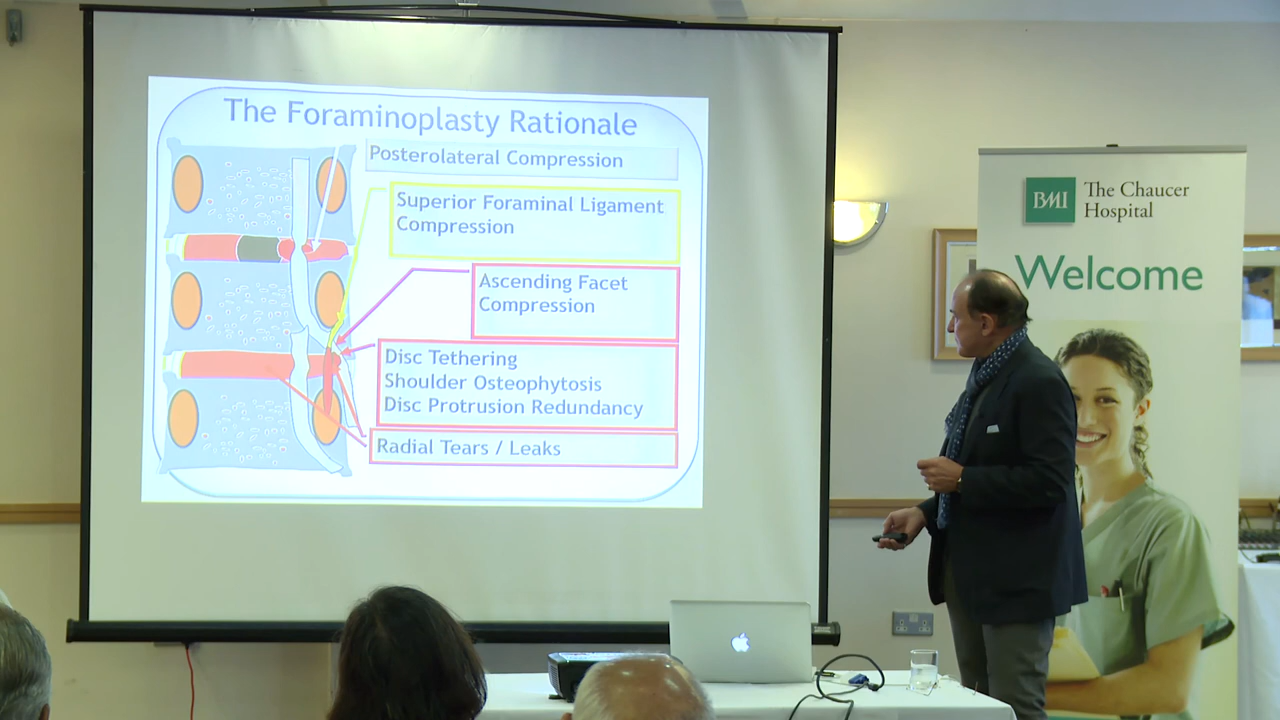 The Foraminoplasty Rationale
Posterolateral Compression
Superior Foraminal Ligament
Compression
Ascending Facet
Compression
Disc Tethering
Shoulder Osteophytosis
Disc Protrusion Redundancy
Radial Tears / Leaks
BMI
The Chaucer
Hospital
Welcome